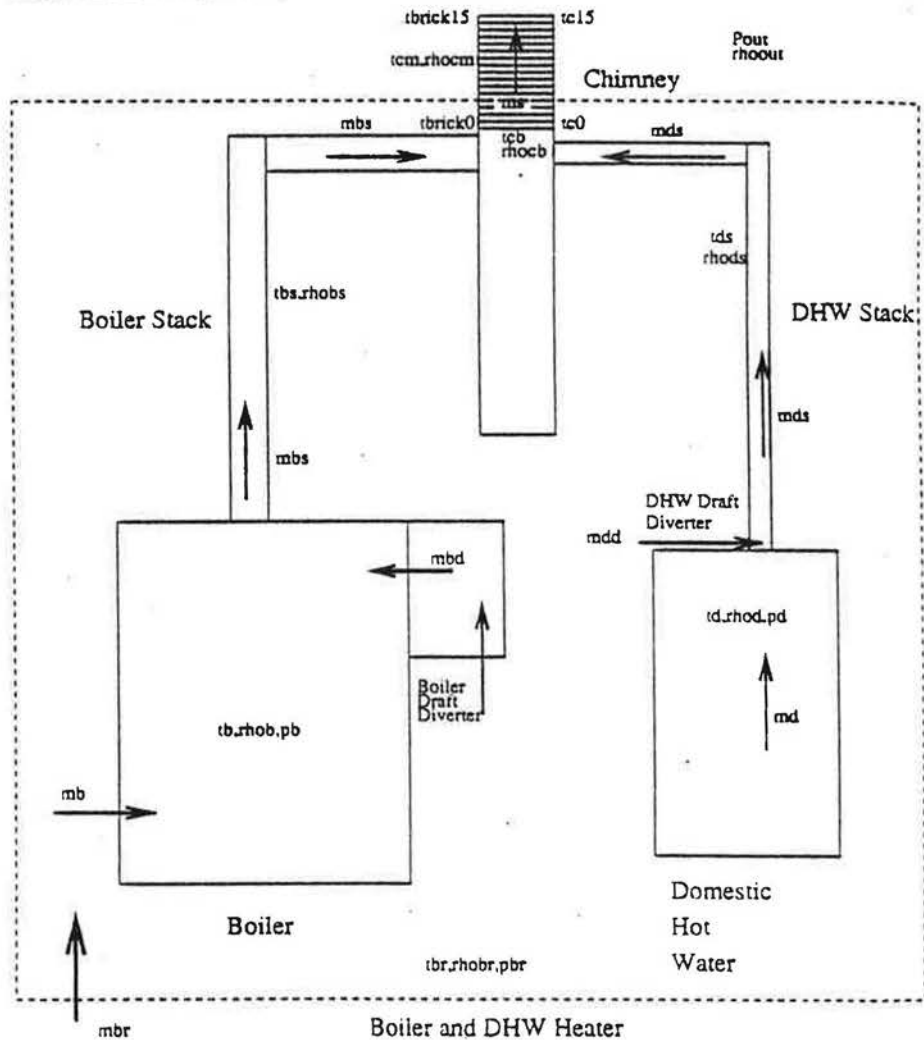 tbrick15
tc15
tcm.rhocm
Pout
rhoout
Chimney
ms
mbs
tbrick0
tc0
mds
tcb
rhocb
tds
rhods
tbs.rhobs
Boiler Stack
DHW Stack
mds
mbs
DHW Draft
Diverter
mdd
mbd
td.rhod.pd
Boiler
Draft
Diverter
tb.rhob.pb
md
mb
Domestic
Boiler
Hot
Water
tbr.rhobr.pbr
mbr
Boiler and DHW Heater